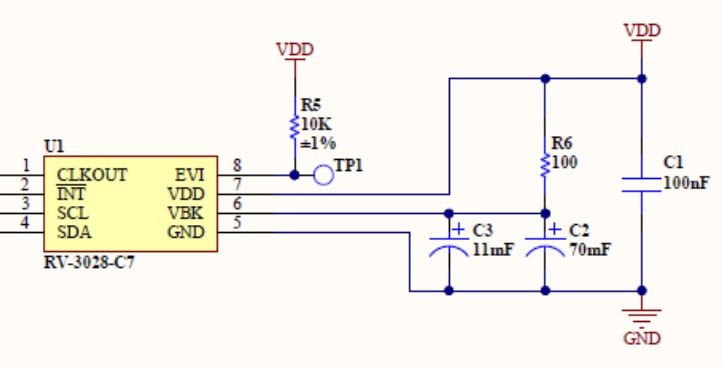 VDD
VDD
R5
10K
±1%
TP1
R6
100
C1
100nF
U1
1 CLKOUT EVI 8
2 INT VDD 7
3 SCL VBK 6
4 SDA GND 5
RV-3028-C7
+ C3
11mF
+ C2
70mF
GND